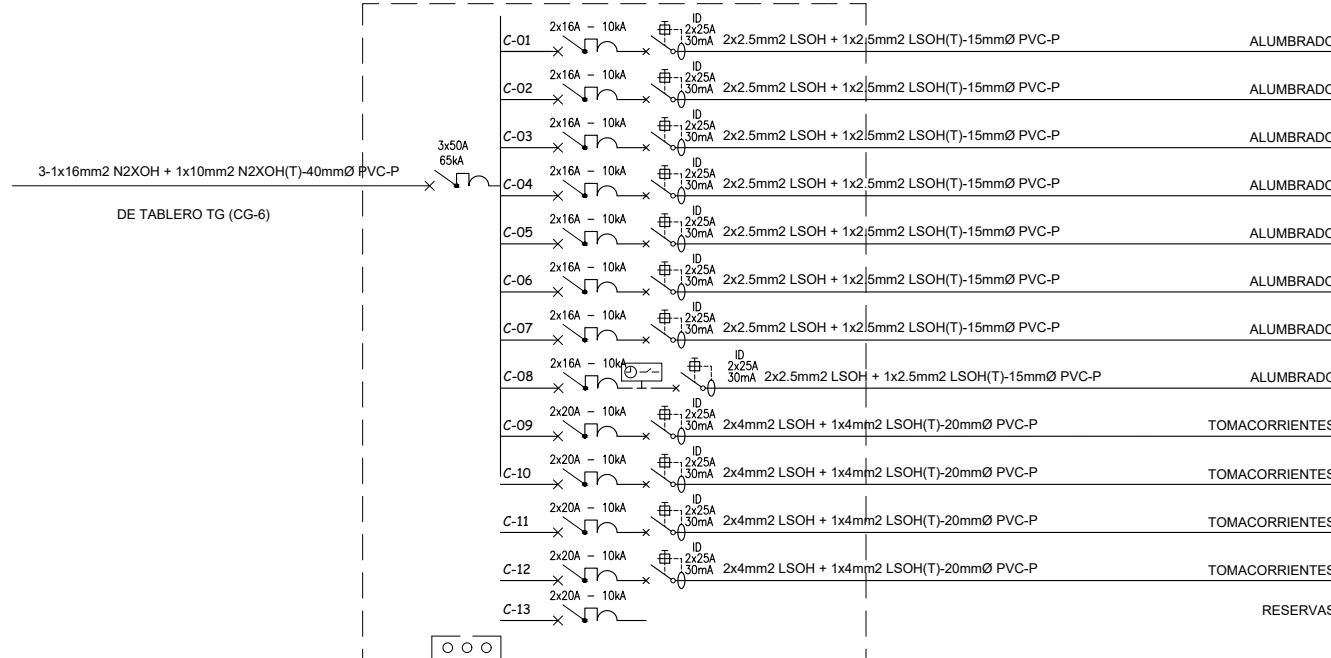 2x16A – 10kA
ID
2x25A
30mA
C-01
2x2.5mm2 LSOH + 1x2.5mm2 LSOH(T)-15mmØ PVC-P
ALUMBRADO
2x16A – 10kA
ID
2x25A
30mA
C-02
2x2.5mm2 LSOH + 1x2.5mm2 LSOH(T)-15mmØ PVC-P
ALUMBRADO
2x16A – 10kA
ID
2x25A
30mA
C-03
2x2.5mm2 LSOH + 1x2.5mm2 LSOH(T)-15mmØ PVC-P
ALUMBRADO
3x50A
65kA
3-1x16mm2 N2XOH + 1x10mm2 N2XOH(T)-40mmØ PVC-P
DE TABLERO TG (CG-6)
2x16A – 10kA
ID
2x25A
30mA
C-04
2x2.5mm2 LSOH + 1x2.5mm2 LSOH(T)-15mmØ PVC-P
ALUMBRADO
2x16A – 10kA
ID
2x25A
30mA
C-05
2x2.5mm2 LSOH + 1x2.5mm2 LSOH(T)-15mmØ PVC-P
ALUMBRADO
2x16A – 10kA
ID
2x25A
30mA
C-06
2x2.5mm2 LSOH + 1x2.5mm2 LSOH(T)-15mmØ PVC-P
ALUMBRADO
2x16A – 10kA
ID
2x25A
30mA
C-07
2x2.5mm2 LSOH + 1x2.5mm2 LSOH(T)-15mmØ PVC-P
ALUMBRADO
2x16A – 10kA
ID
2x25A
30mA
C-08
2x2.5mm2 LSOH + 1x2.5mm2 LSOH(T)-15mmØ PVC-P
ALUMBRADO
2x20A – 10kA
ID
2x25A
30mA
C-09
2x4mm2 LSOH + 1x4mm2 LSOH(T)-20mmØ PVC-P
TOMACORRIENTES
2x20A – 10kA
ID
2x25A
30mA
C-10
2x4mm2 LSOH + 1x4mm2 LSOH(T)-20mmØ PVC-P
TOMACORRIENTES
2x20A – 10kA
ID
2x25A
30mA
C-11
2x4mm2 LSOH + 1x4mm2 LSOH(T)-20mmØ PVC-P
TOMACORRIENTES
2x20A – 10kA
ID
2x25A
30mA
C-12
2x4mm2 LSOH + 1x4mm2 LSOH(T)-20mmØ PVC-P
TOMACORRIENTES
2x20A – 10kA
C-13
RESERVAS